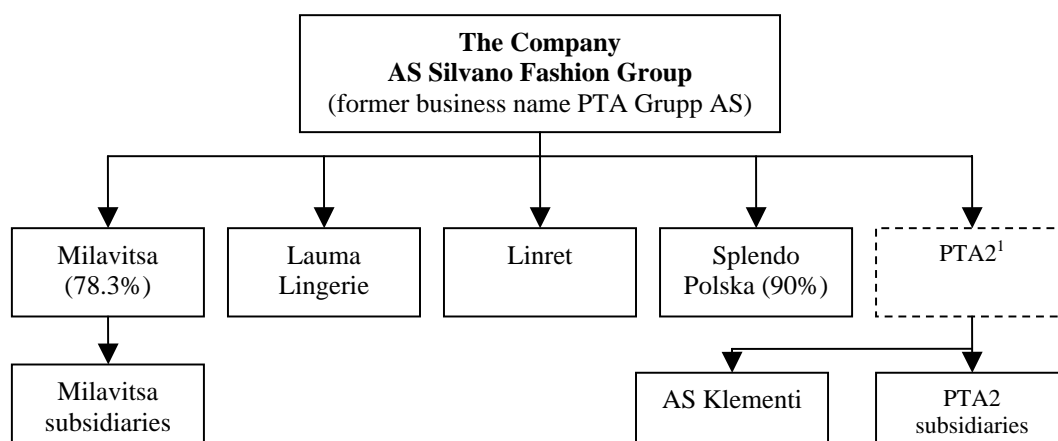 The Company
AS Silvano Fashion Group
(former business name PTA Grupp AS)
Milavitsa
(78.3%)
Lauma
Lingerie
Linret
Splendo
Polska (90%)
PTA2¹
Milavitsa
subsidiaries
AS Klementi
PTA2
subsidiaries